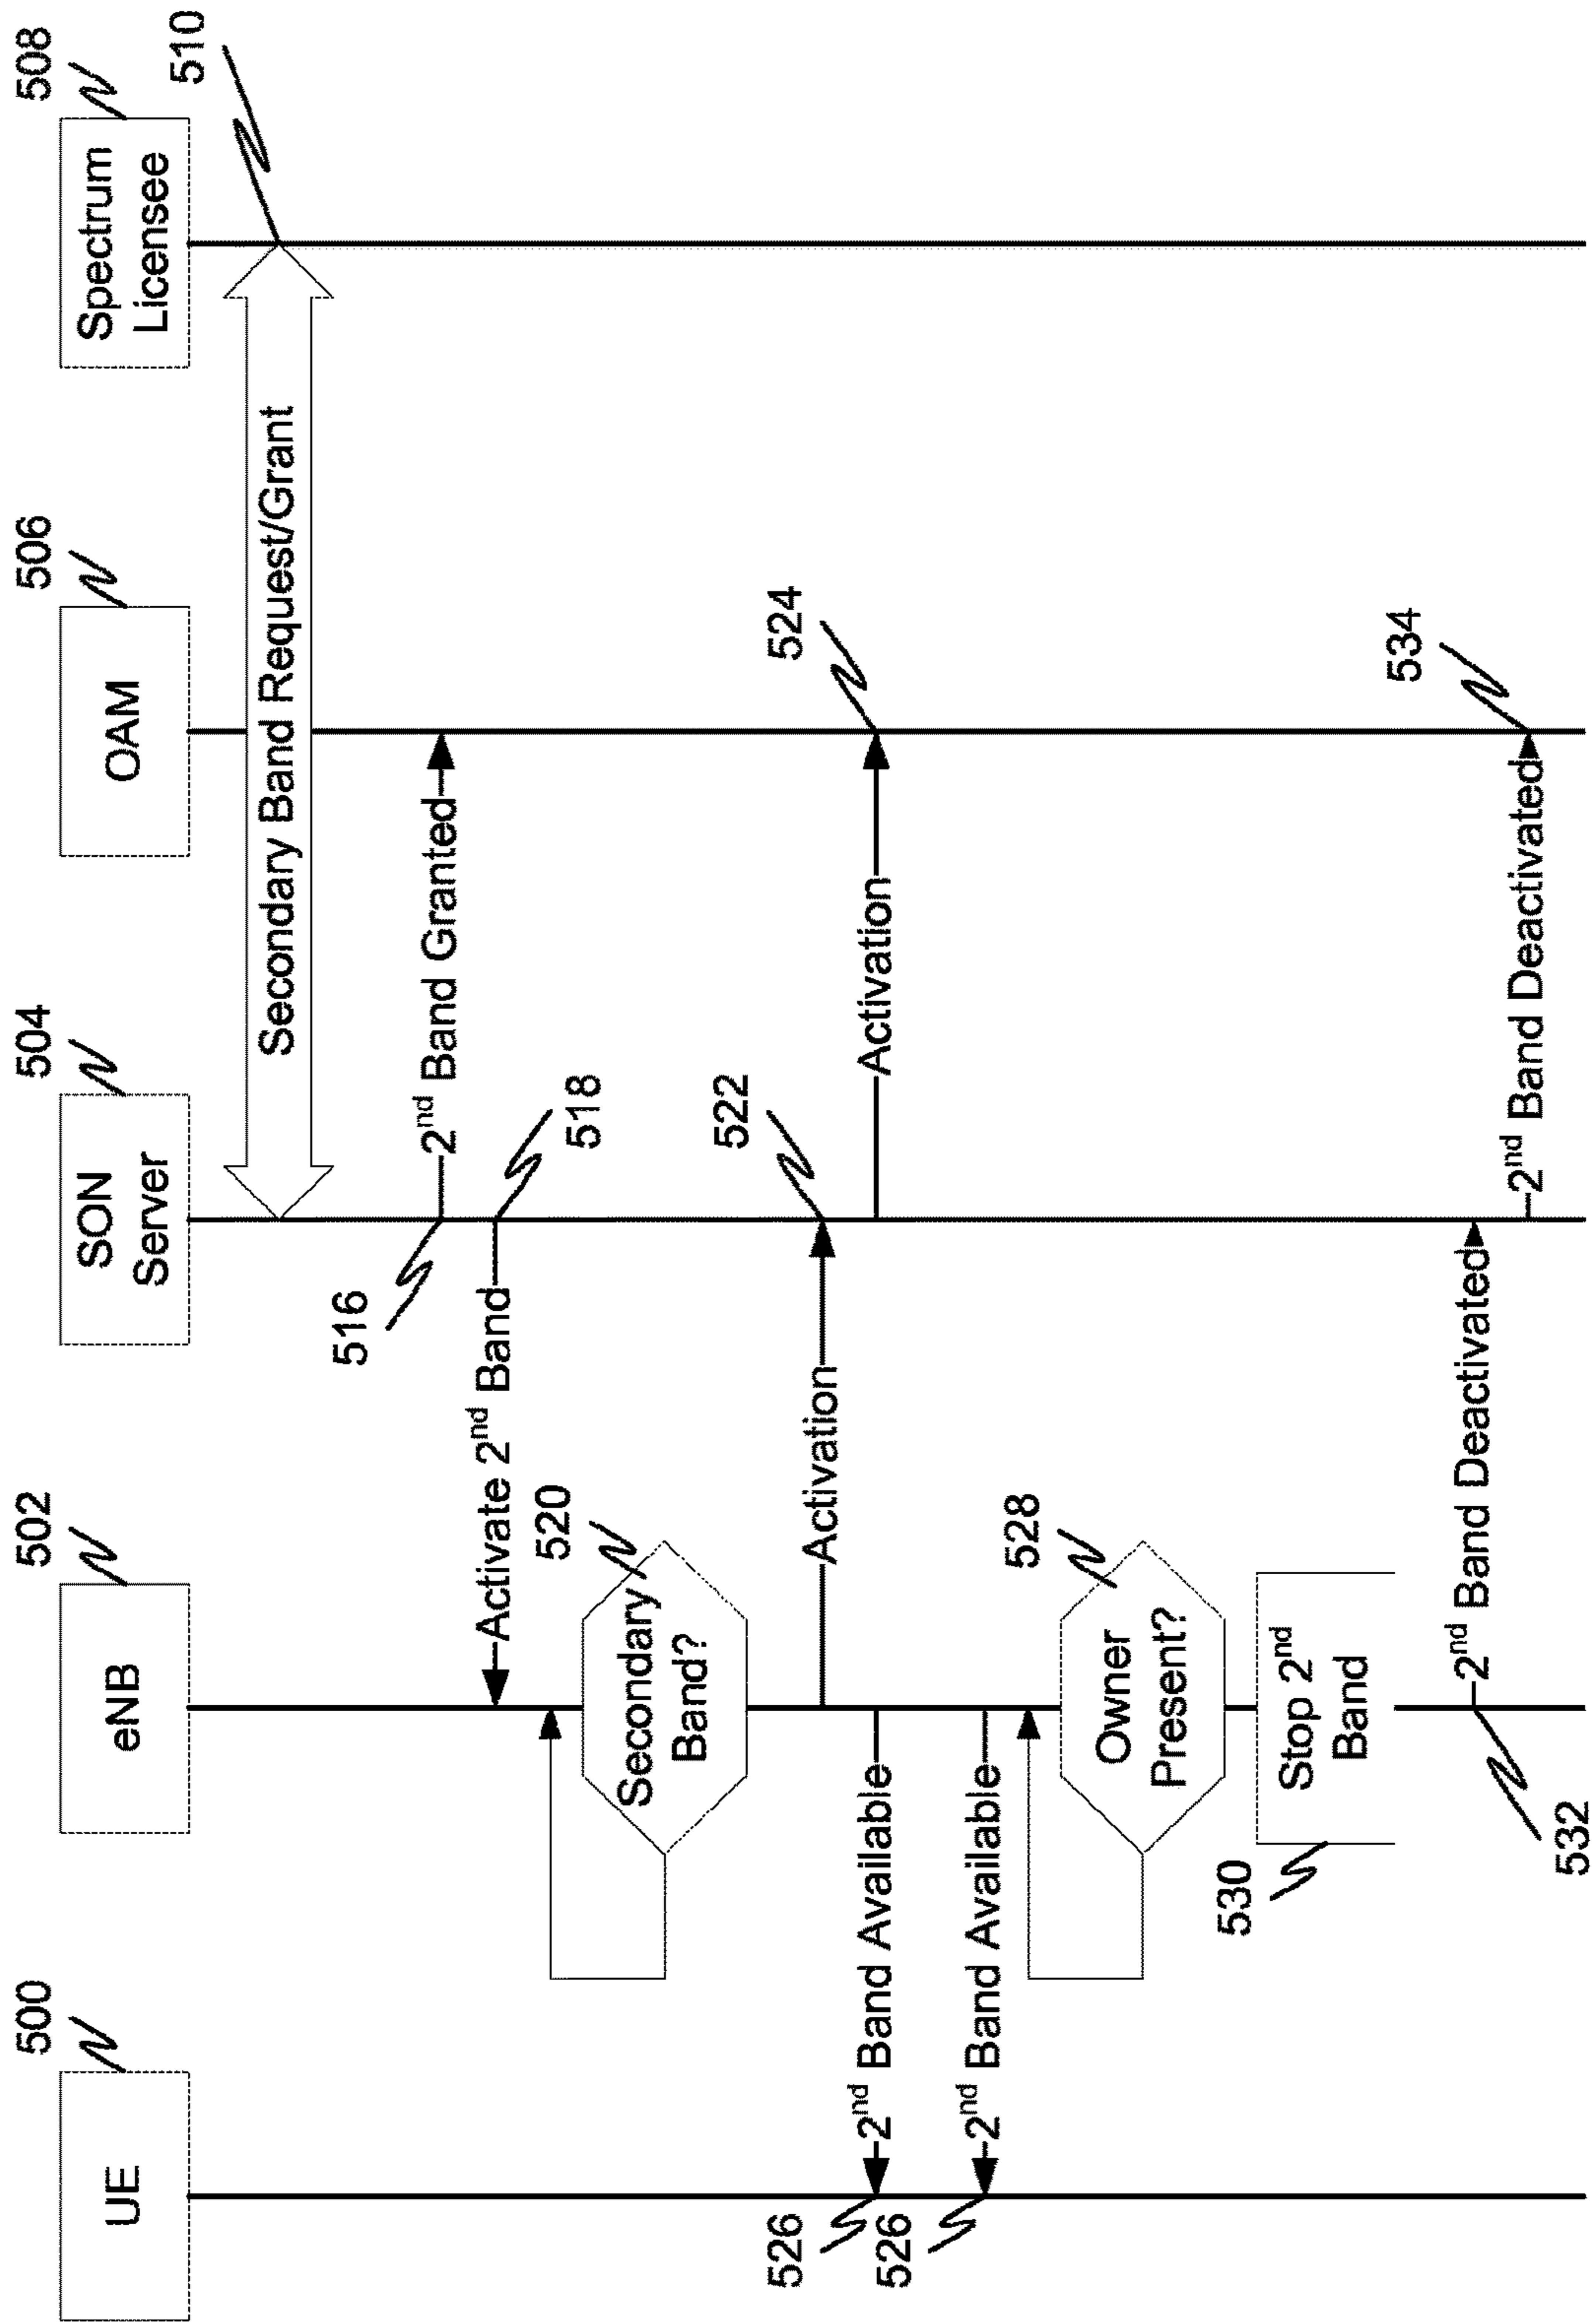 500
502
504
506
508
UE
eNB
SON
Server
OAM
Spectrum
Licensee
510
Secondary Band Request/Grant
516
2nd Band Granted
Activate 2nd Band
518
520
Secondary
Band?
522
Activation
524
526
2nd Band Available
Activation
526
2nd Band Available
528
Owner
Present?
530
Stop 2nd
Band
532
2nd Band Deactivated
534
2nd Band Deactivated